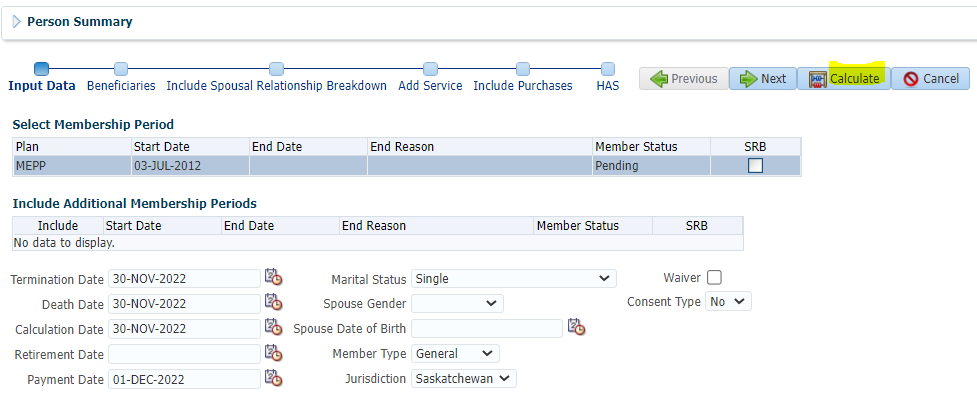 Person Summary
Input Data Beneficiaries Include Spousal Relationship Breakdown Add Service Include Purchases HAS Previous Next Calculate Cancel
Select Membership Period
Plan Start Date End Date End Reason Member Status SRB
MEPP 03-JUL-2012 Pending
Include Additional Membership Periods
Include Start Date End Date End Reason Member Status SRB
No data to display.
Termination Date 30-NOV-2022 Marital Status Single Waiver
Death Date 30-NOV-2022 Spouse Gender Consent Type No
Calculation Date 30-NOV-2022 Spouse Date of Birth
Retirement Date Member Type General
Payment Date 01-DEC-2022 Jurisdiction Saskatchewan